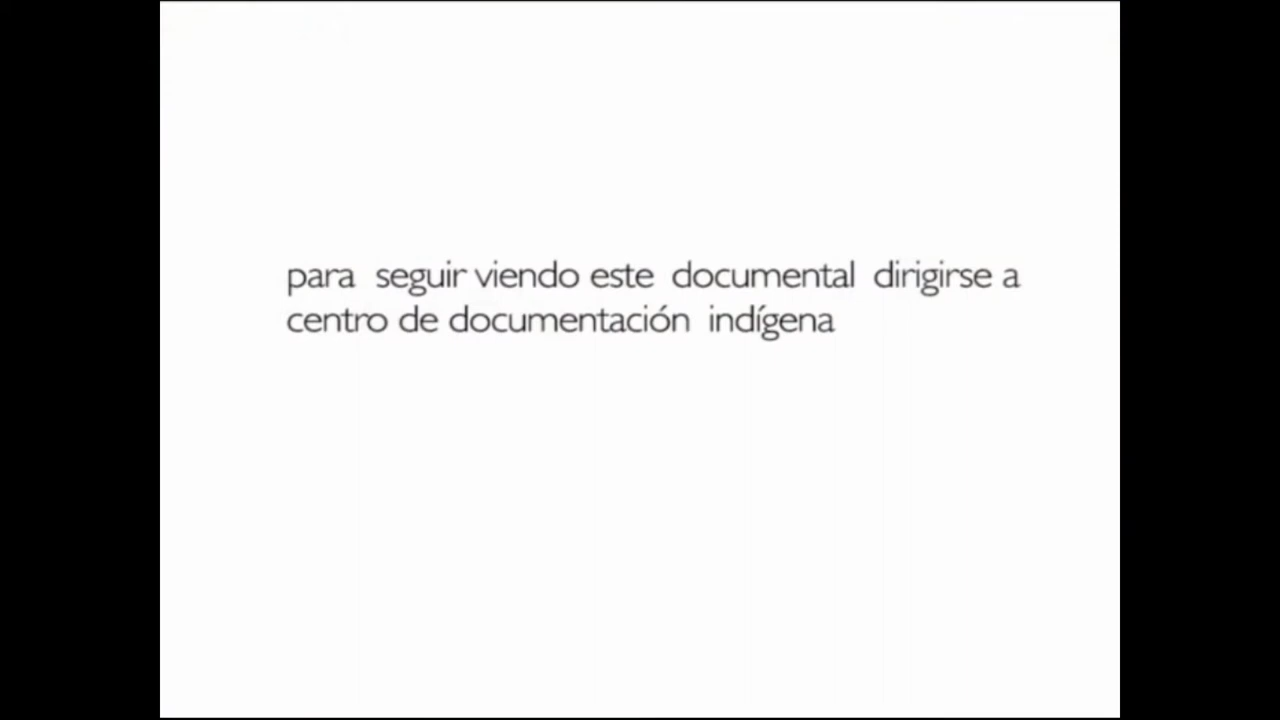 para seguir viendo este documental dirigirse a
centro de documentación indígena